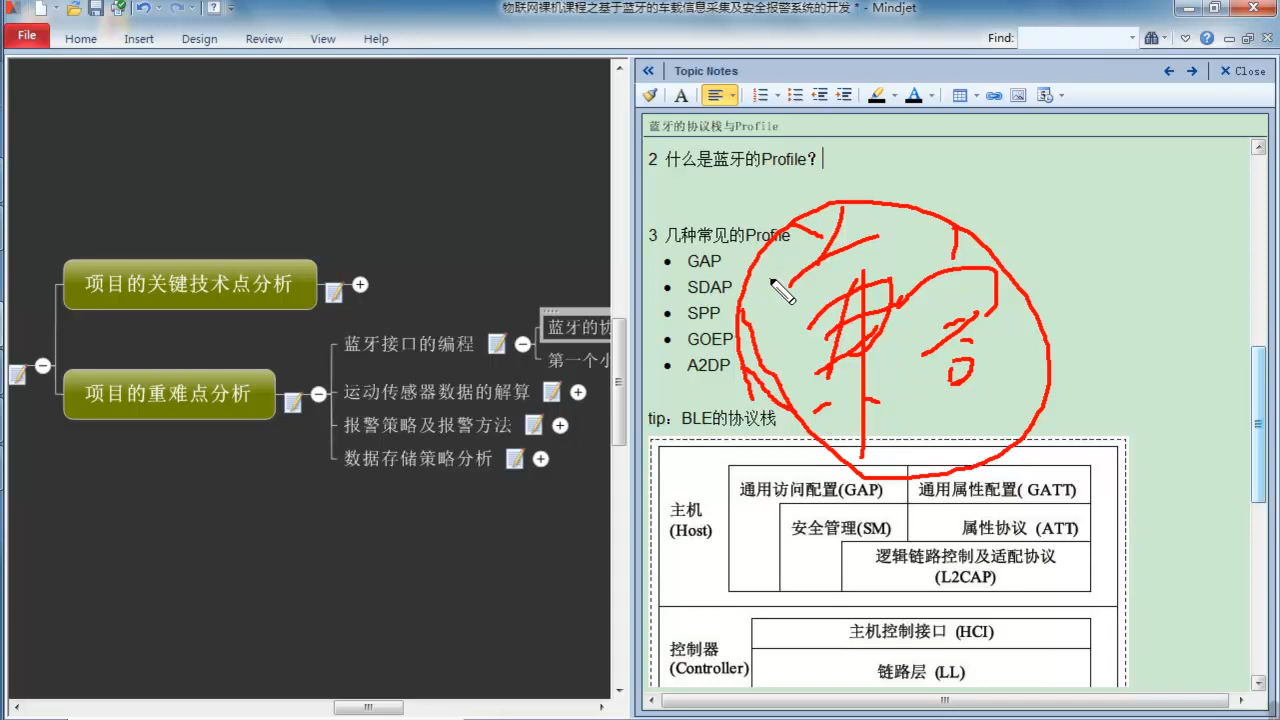 物联网裸机课程之基于蓝牙的车载信息采集及安全报警系统的开发 * - Mindjet
File Home Insert Design Review View Help Find:
Topic Notes Close
蓝牙的协议栈与Profile
2 什么是蓝牙的Profile?
3 几种常见的Profile
GAP
SDAP
SPP
GOEP
A2DP
tip: BLE的协议栈
项目的关键技术点分析
项目的重难点分析
蓝牙接口的编程
蓝牙的协
第一个小
运动传感器数据的解算
报警策略及报警方法
数据存储策略分析
主机
(Host)
通用访问配置(GAP) 通用属性配置( GATT)
安全管理(SM) 属性协议 (ATT)
逻辑链路控制及适配协议
(L2CAP)
控制器
(Controller)
主机控制接口 (HCI)
链路层 (LL)